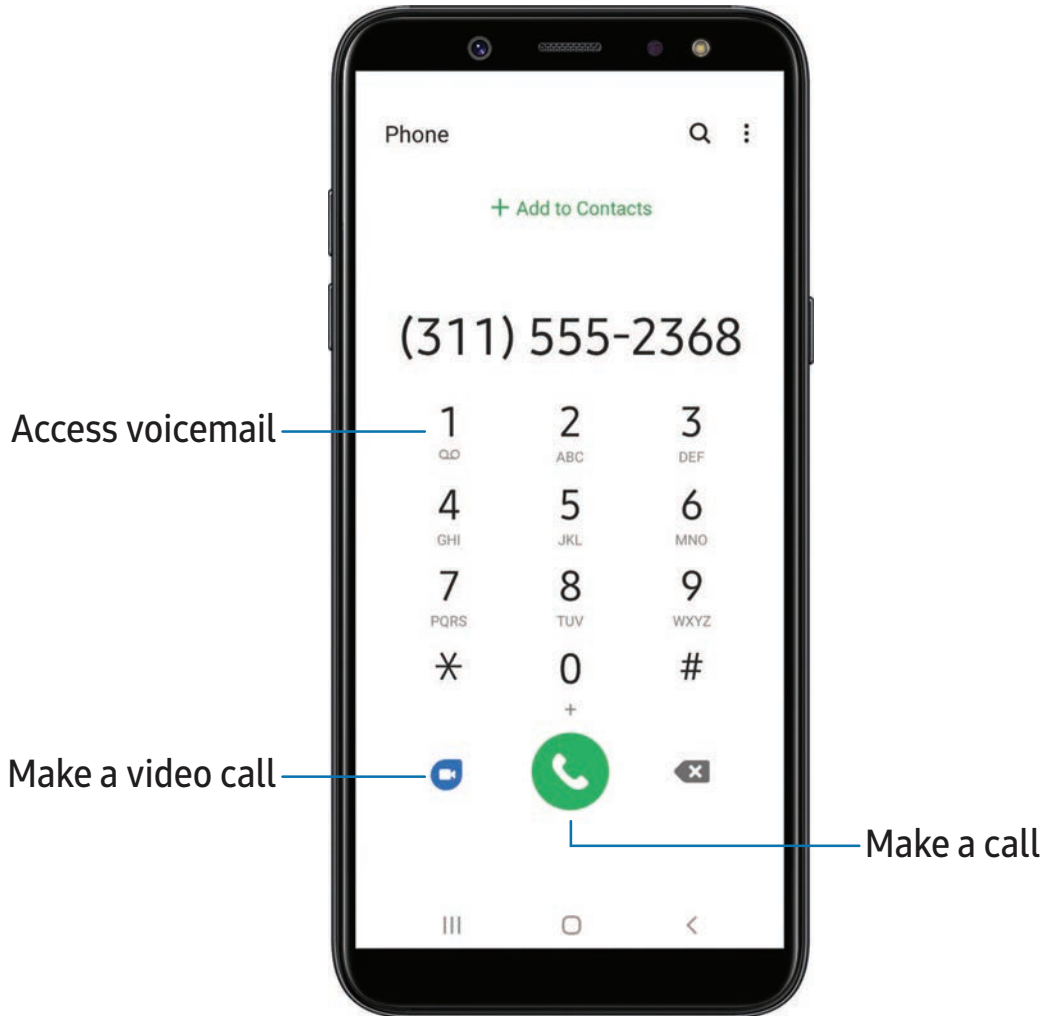 Phone
+ Add to Contacts
(311) 555-2368
Access voicemail
1 2 3
ABC DEF
4 5 6
GHI JKL MNO
7 8 9
PQRS TUV WXYZ
* 0 #
+
Make a video call
Make a call